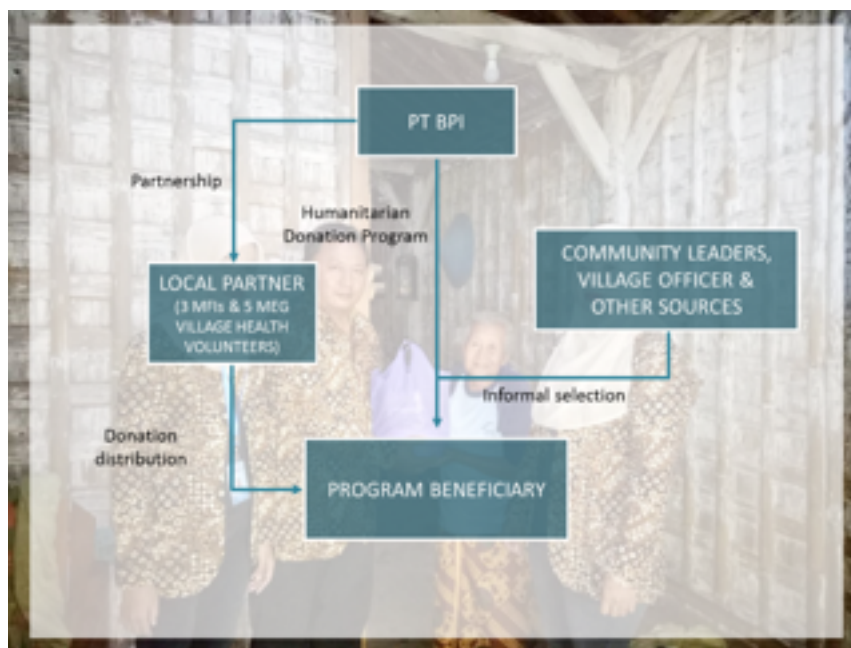 PT BPI
Partnership
Humanitarian
Donation Program
COMMUNITY LEADERS,
VILLAGE OFFICER &
OTHER SOURCES
LOCAL PARTNER
(3 MFIs & 5 MEG
VILLAGE HEALTH
VOLUNTEERS)
Informal selection
Donation
distribution
PROGRAM BENEFICIARY